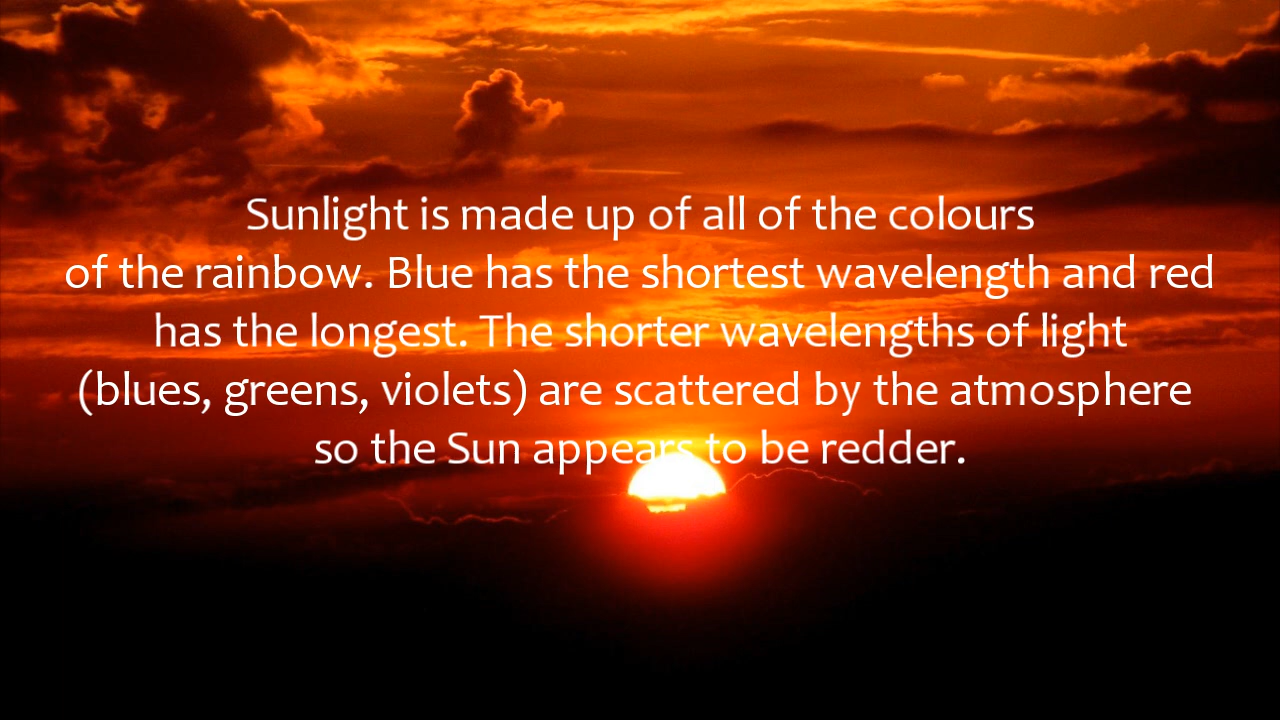 Sunlight is made up of all of the colours
of the rainbow. Blue has the shortest wavelength and red
has the longest. The shorter wavelengths of light
(blues, greens, violets) are scattered by the atmosphere
so the Sun appears to be redder.